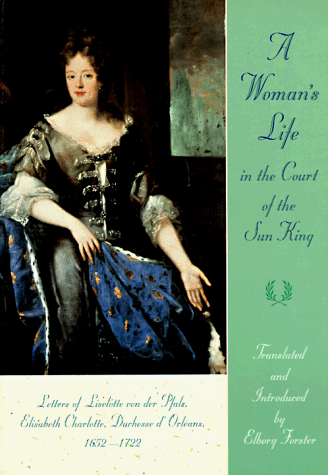 A
Woman's
Life
in the Court
of the
Sun King
Translated
and
Introduced
by
Elborg Forster
Letters of Liselotte von der Pfalz,
Elisabeth Charlotte, Duchesse d'Orléans,
1652—1722